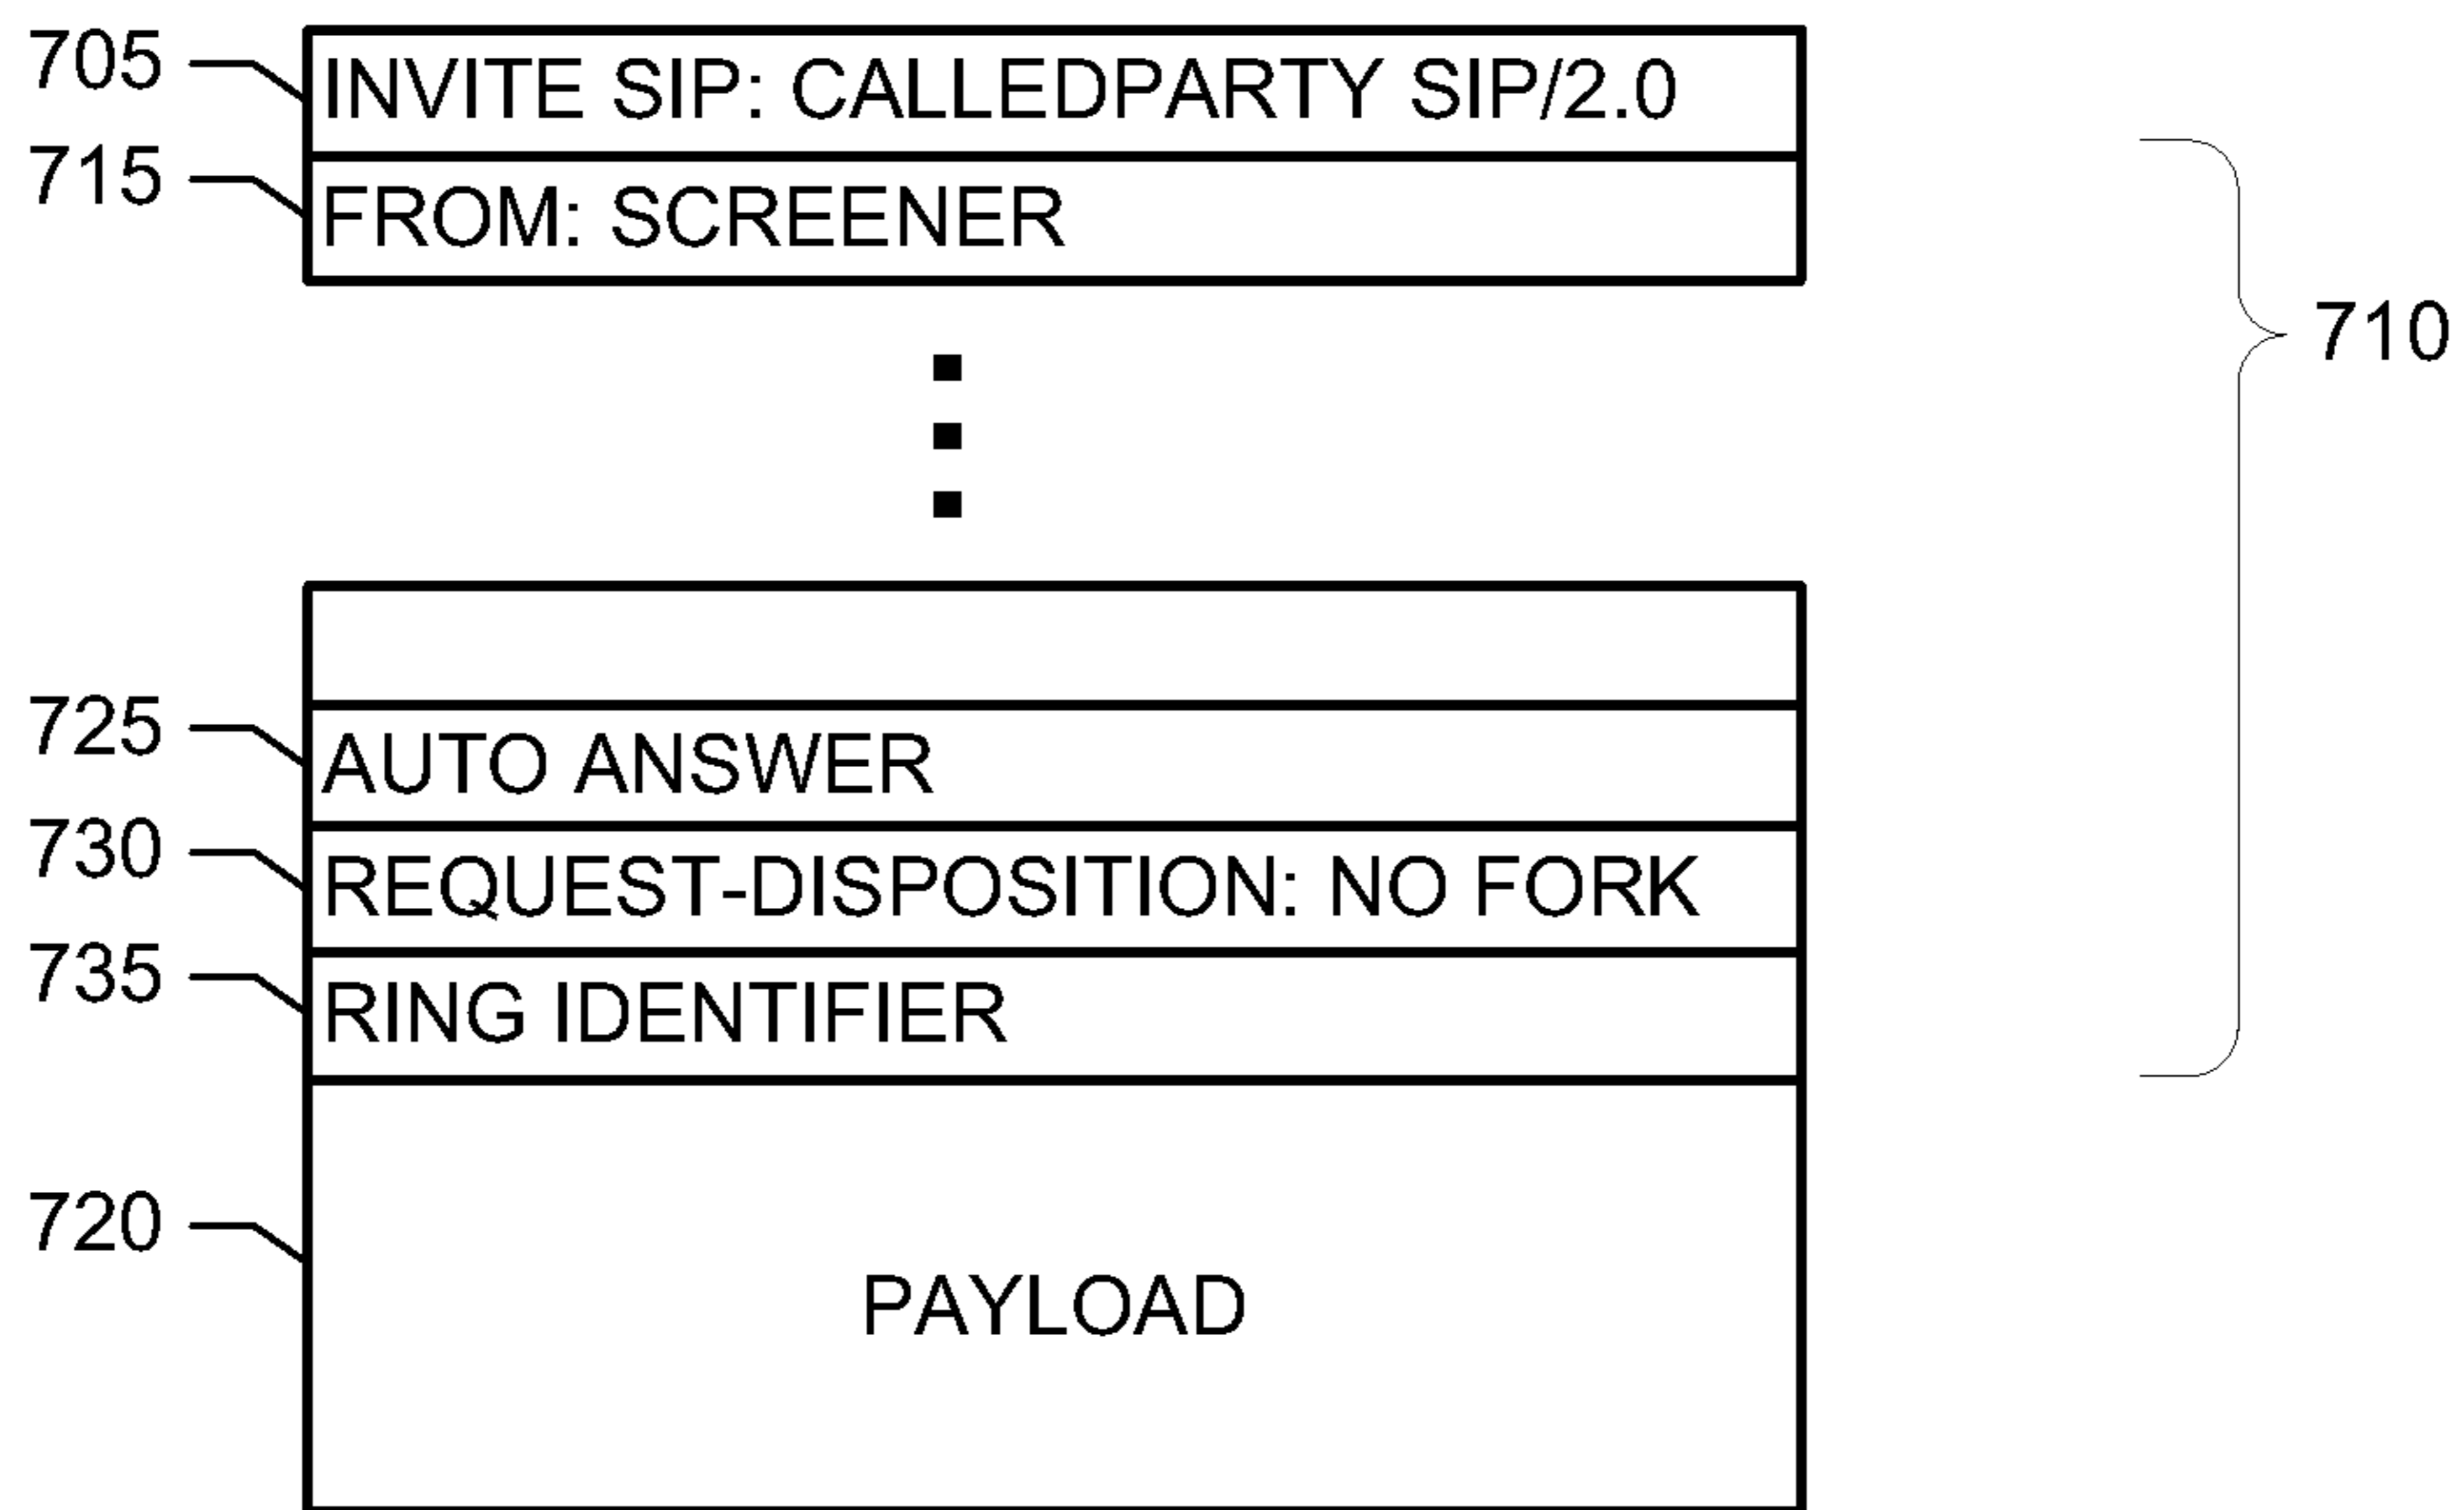 705 INVITE SIP: CALLEDPARTY SIP/2.0
715 FROM: SCREENER
710
725 AUTO ANSWER
730 REQUEST-DISPOSITION: NO FORK
735 RING IDENTIFIER
720 PAYLOAD